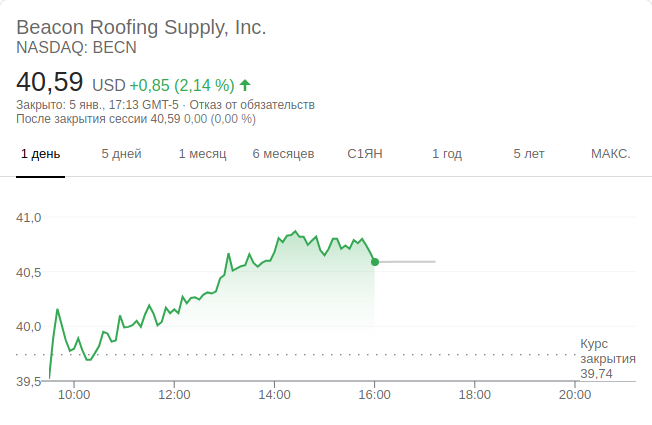 Beacon Roofing Supply, Inc.
NASDAQ: BECN
40,59 USD +0,85 (2,14 %)
Закрыто: 5 янв., 17:13 GMT-5 · Отказ от обязательств
После закрытия сессии 40,59 0,00 (0,00 %)
1 день 5 дней 1 месяц 6 месяцев С1ЯН 1 год 5 лет МАКС.
41,0
40,5
40,0
Курс
закрытия
39,74
39,5
10:00 12:00 14:00 16:00 18:00 20:00